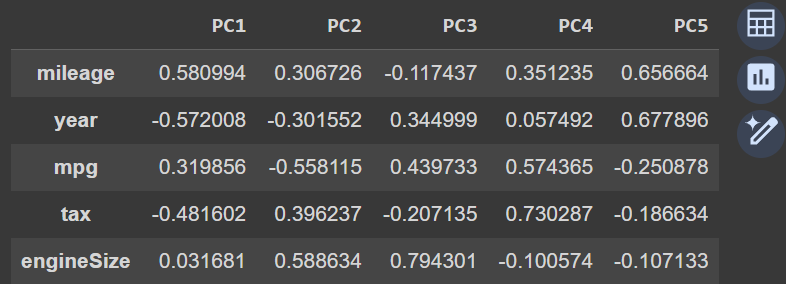 PC1 PC2 PC3 PC4 PC5
mileage 0.580994 0.306726 -0.117437 0.351235 0.656664
year -0.572008 -0.301552 0.344999 0.057492 0.677896
mpg 0.319856 -0.558115 0.439733 0.574365 -0.250878
tax -0.481602 0.396237 -0.207135 0.730287 -0.186634
engineSize 0.031681 0.588634 0.794301 -0.100574 -0.107133